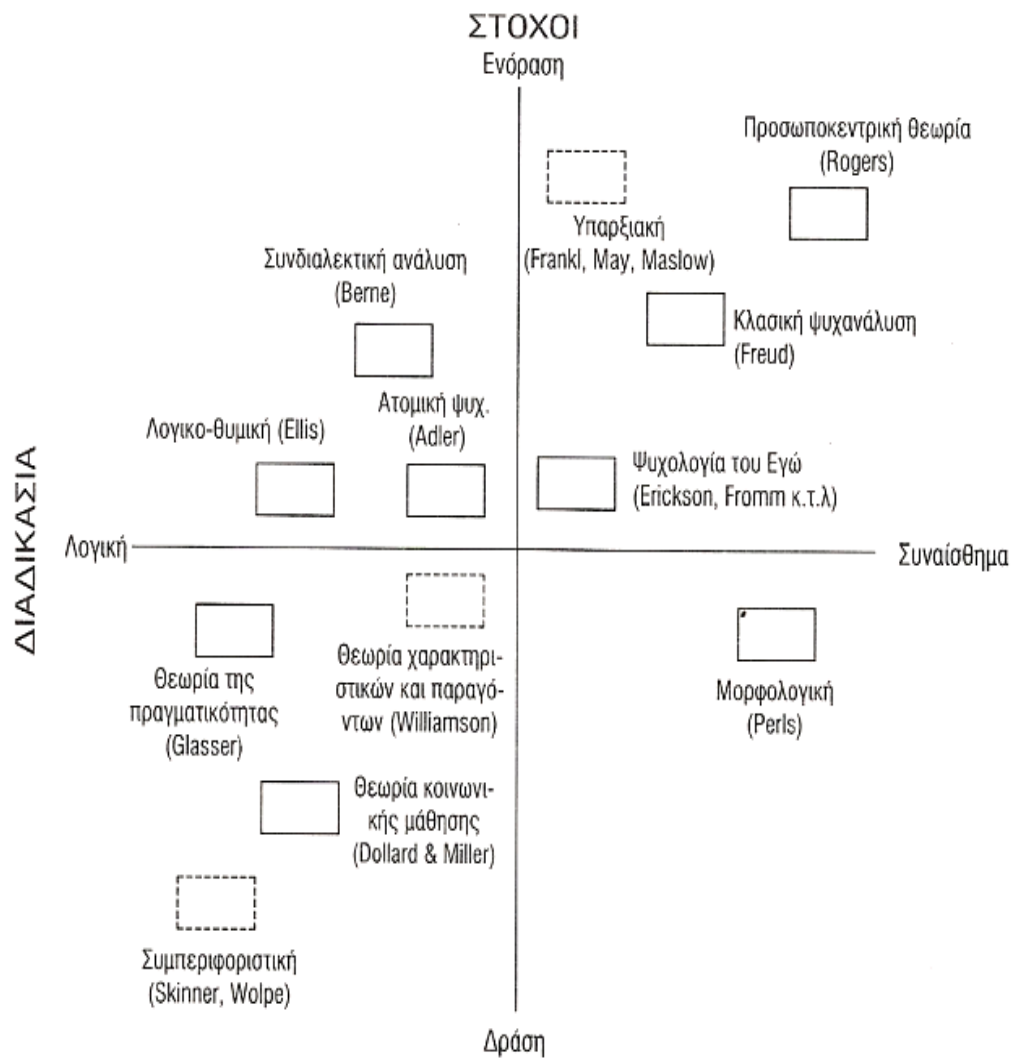 ΣΤΟΧΟΙ
Ενόραση
Προσωποκεντρική θεωρία
(Rogers)
Υπαρξιακή
(Frankl, May, Maslow)
Συνδιαλεκτική ανάλυση
(Berne)
Κλασική ψυχανάλυση
(Freud)
Ατομική ψυχ.
(Adler)
Λογικο-θυμική (Ellis)
Ψυχολογία του Εγώ
(Erickson, Fromm κ.τ.λ)
ΔΙΑΔΙΚΑΣΙΑ
Λογική
Συναίσθημα
Θεωρία της
πραγματικότητας
(Glasser)
Θεωρία χαρακτηρι-
στικών και παραγό-
ντων (Williamson)
Μορφολογική
(Perls)
Θεωρία κοινωνι-
κής μάθησης
(Dollard & Miller)
Συμπεριφοριστική
(Skinner, Wolpe)
Δράση